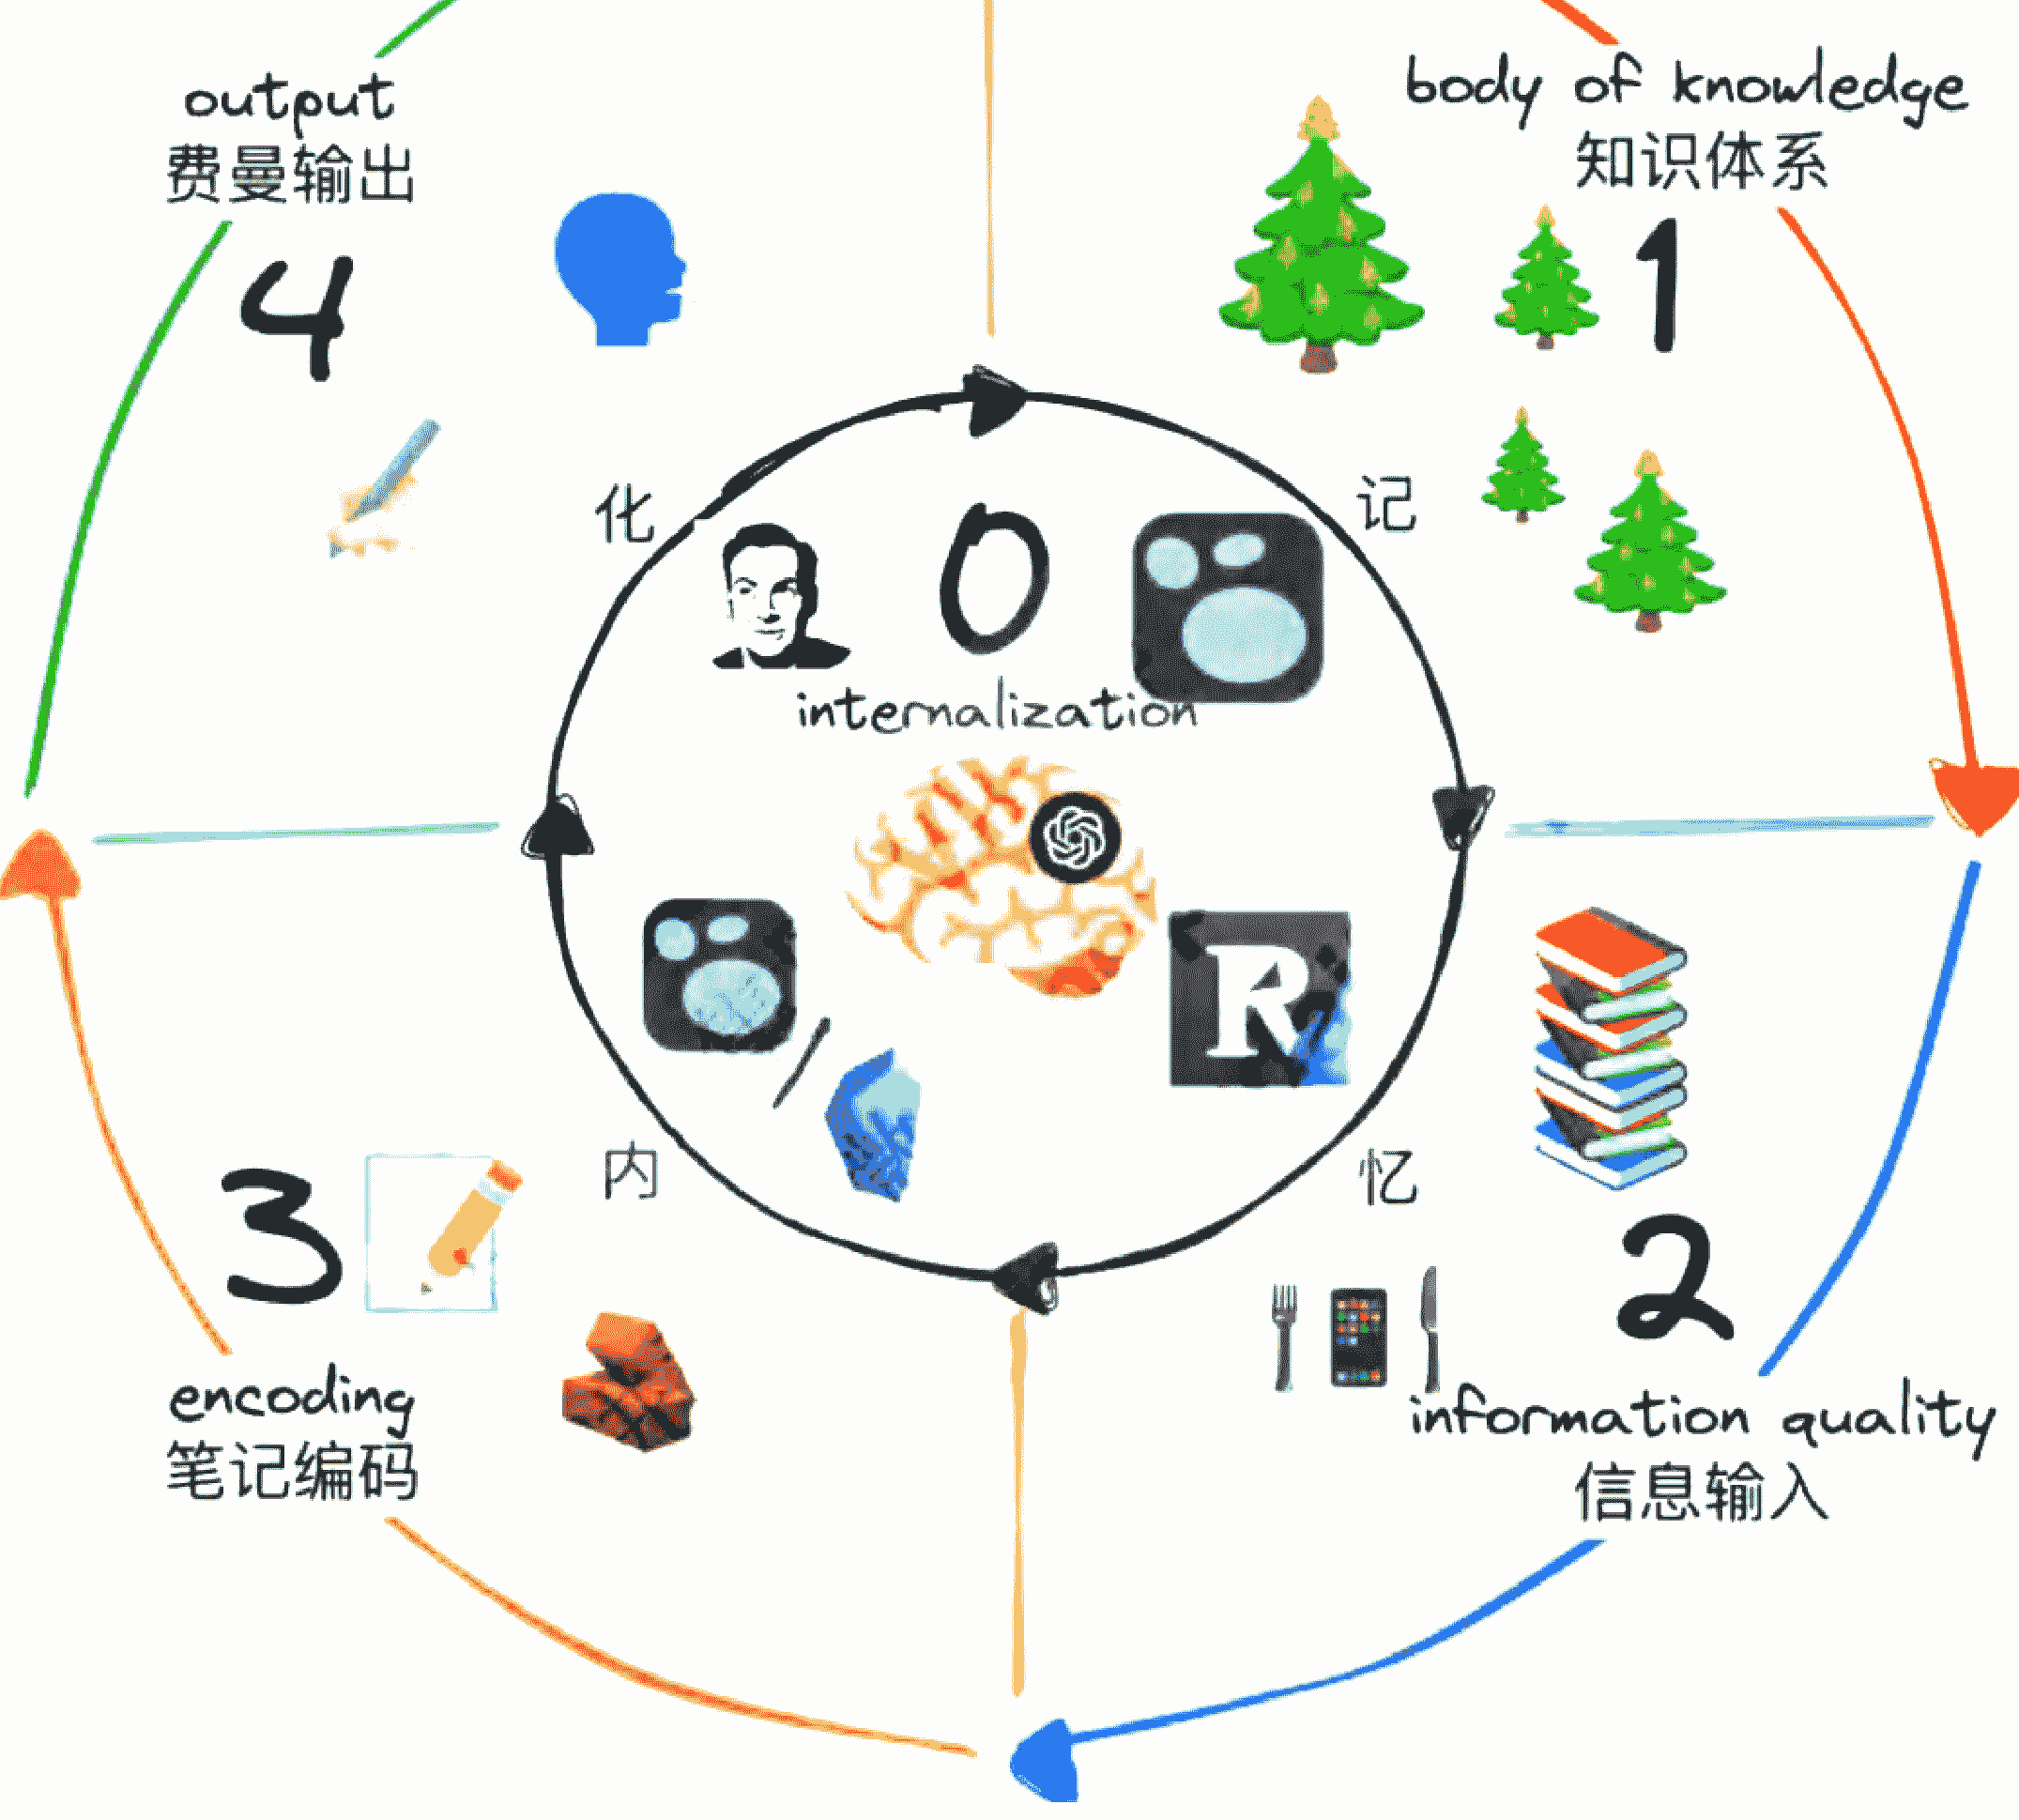 output
费曼输出
4
body of knowledge
知识体系
1
化
记
0
internalization
R
内
忆
3
encoding
笔记编码
2
information quality
信息输入